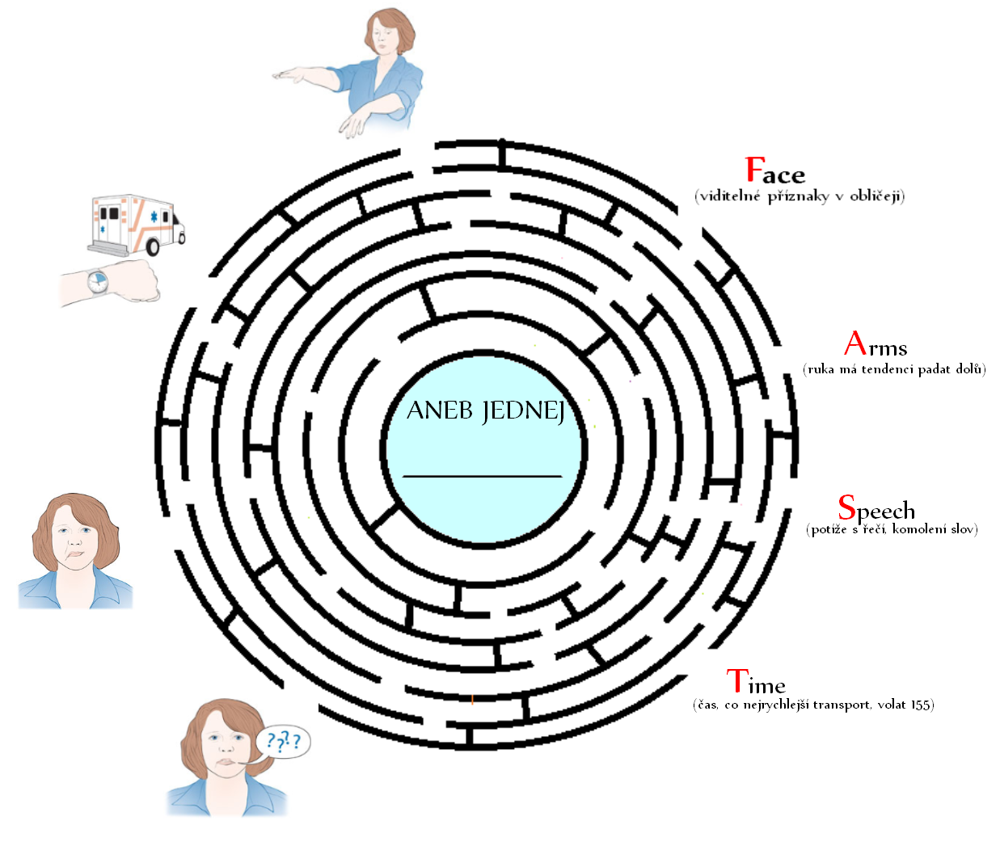 Face
(viditelné příznaky v obličeji)
Arms
(ruka má tendenci padat dolů)
ANEB JEDNEJ
Speech
(potíže s řečí, komolení slov)
Time
(čas, co nejrychlejší transport, volat 155)
????